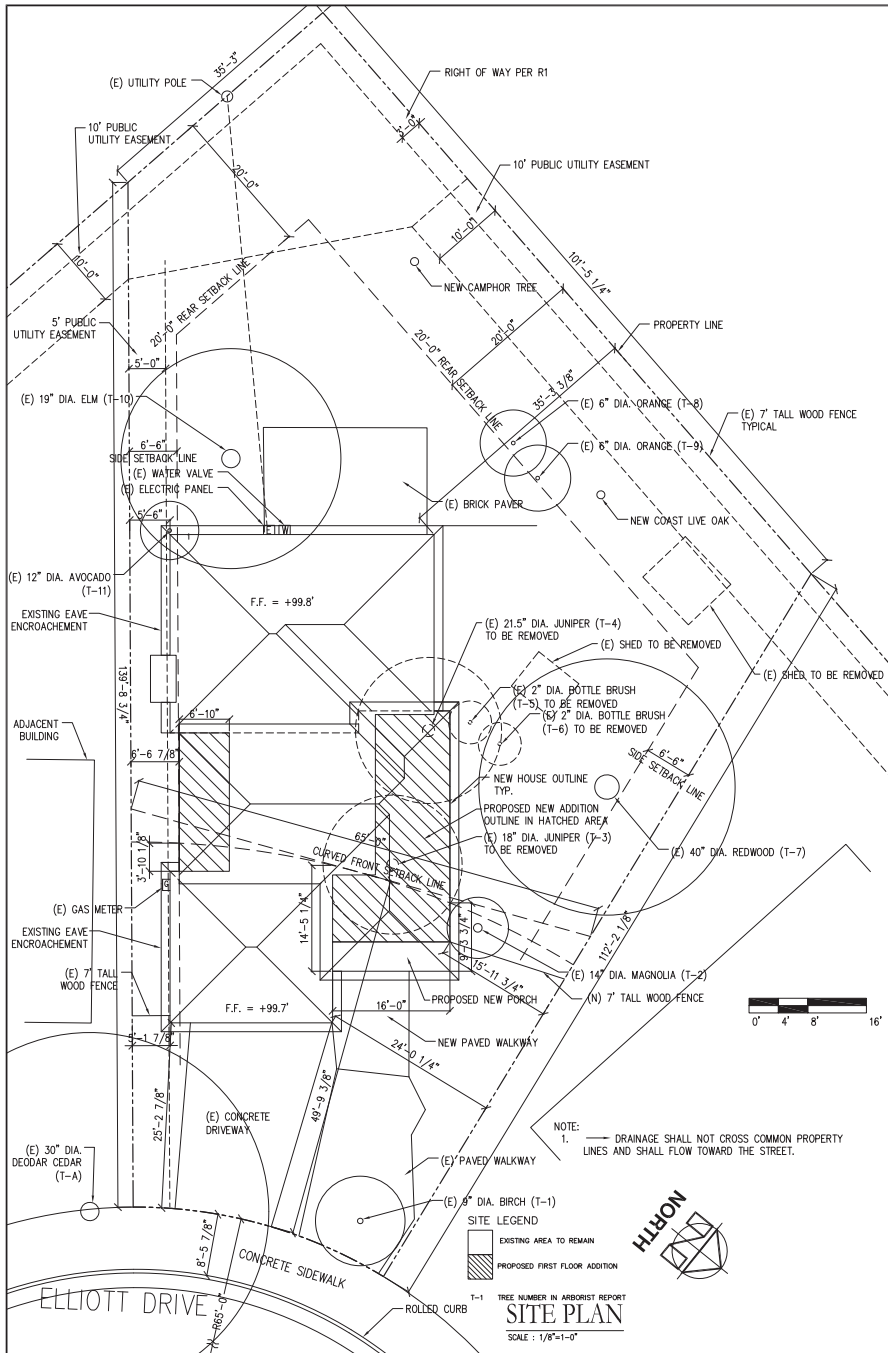 35'-3"
(E) UTILITY POLE
RIGHT OF WAY PER R1
10' PUBLIC
UTILITY EASEMENT
3'-0"
10' PUBLIC UTILITY EASEMENT
20'-0"
10'-0"
10'-0"
101'-5 1/4"
NEW CAMPHOR TREE
20'-0" REAR SETBACK LINE
5' PUBLIC
UTILITY EASEMENT
20'-0"
PROPERTY LINE
20'-0" REAR SETBACK LINE
5'-0"
35'-3 3/8"
(E) 19" DIA. ELM (T-10)
(E) 6" DIA. ORANGE (T-8)
(E) 7' TALL WOOD FENCE
TYPICAL
6'-6"
SIDE SETBACK LINE
(E) 6" DIA. ORANGE (T-9)
(E) WATER VALVE
(E) ELECTRIC PANEL
(E) BRICK PAVER
5'-6"
NEW COAST LIVE OAK
E W
(E) 12" DIA. AVOCADO
(T-11)
F.F. = +99.8'
EXISTING EAVE
ENCROACHEMENT
(E) 21.5" DIA. JUNIPER (T-4)
TO BE REMOVED
(E) SHED TO BE REMOVED
(E) SHED TO BE REMOVED
139'-8 3/4"
(E) 2" DIA. BOTTLE BRUSH
(T-5) TO BE REMOVED
6'-10"
(E) 2" DIA. BOTTLE BRUSH
(T-6) TO BE REMOVED
ADJACENT
BUILDING
6'-6 7/8"
6'-6"
SIDE SETBACK LINE
NEW HOUSE OUTLINE
TYP.
PROPOSED NEW ADDITION
OUTLINE IN HATCHED AREA
65'-0"
(E) 18" DIA. JUNIPER (T-3)
TO BE REMOVED
3'-10 1/8"
CURVED FRONT SETBACK LINE
(E) 40" DIA. REDWOOD (T-7)
G
(E) GAS METER
14'-5 1/4"
9'-3 3/4"
112'-2 1/8"
EXISTING EAVE
ENCROACHEMENT
15'-11 3/4"
(E) 14" DIA. MAGNOLIA (T-2)
(E) 7' TALL
WOOD FENCE
PROPOSED NEW PORCH
(N) 7' TALL WOOD FENCE
F.F. = +99.7'
16'-0"
0' 4' 8' 16'
5'-1 7/8"
NEW PAVED WALKWAY
24'-0 1/4"
25'-2 7/8"
49'-9 3/8"
(E) CONCRETE
DRIVEWAY
NOTE:
1. DRAINAGE SHALL NOT CROSS COMMON PROPERTY
LINES AND SHALL FLOW TOWARD THE STREET.
(E) 30" DIA.
DEODAR CEDAR
(T-A)
(E) PAVED WALKWAY
(E) 9" DIA. BIRCH (T-1)
NORTH
SITE LEGEND
EXISTING AREA TO REMAIN
PROPOSED FIRST FLOOR ADDITION
8'-5 7/8"
CONCRETE SIDEWALK
R65'-0"
T-1 TREE NUMBER IN ARBORIST REPORT
ELLIOTT DRIVE
ROLLED CURB
SITE PLAN
SCALE : 1/8"=1-0"